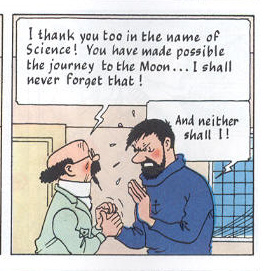 I thank you too in the name of
Science! You have made possible
the journey to the Moon... I shall
never forget that!
And neither
shall I!